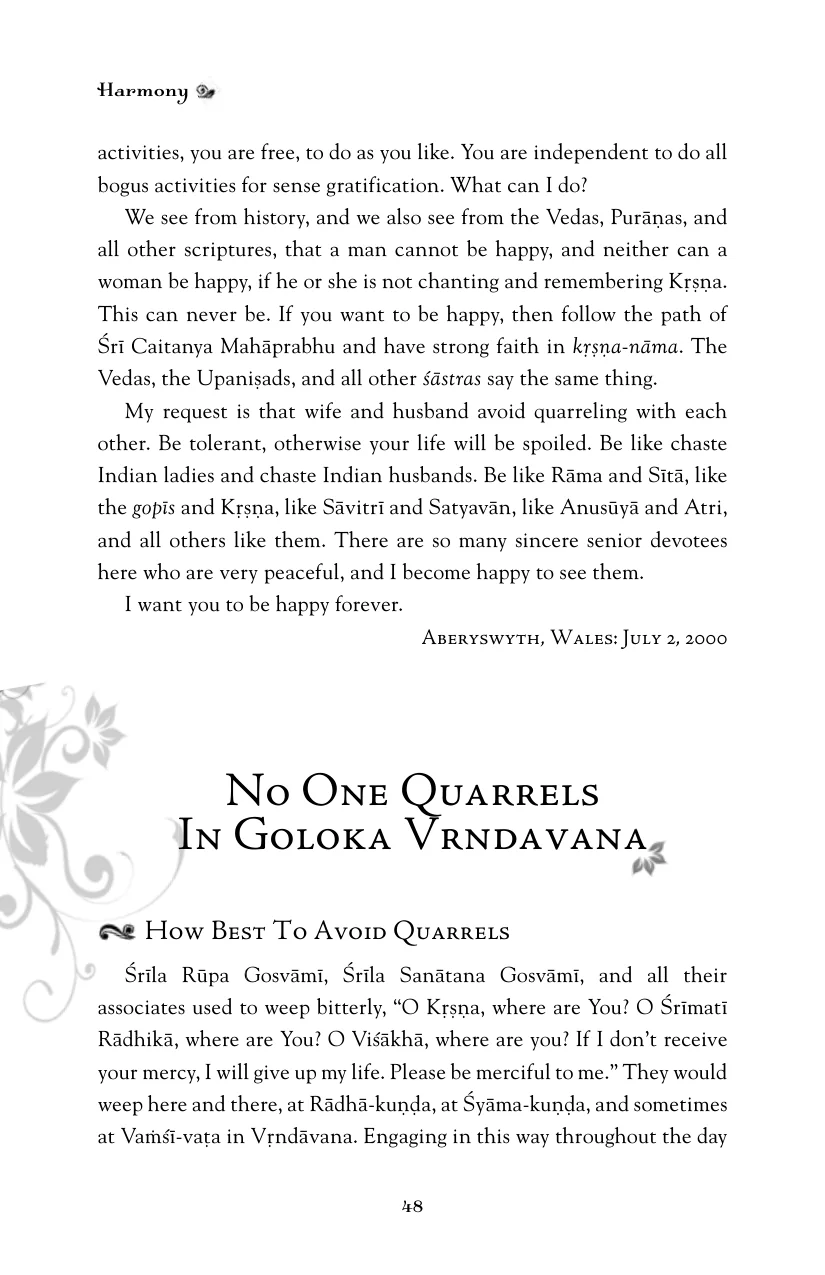 Harmony
activities, you are free, to do as you like. You are independent to do all
bogus activities for sense gratification. What can I do?
We see from history, and we also see from the Vedas, Purāṇas, and
all other scriptures, that a man cannot be happy, and neither can a
woman be happy, if he or she is not chanting and remembering Kṛṣṇa.
This can never be. If you want to be happy, then follow the path of
Śrī Caitanya Mahāprabhu and have strong faith in kṛṣṇa-nāma. The
Vedas, the Upaniṣads, and all other śāstras say the same thing.
My request is that wife and husband avoid quarreling with each
other. Be tolerant, otherwise your life will be spoiled. Be like chaste
Indian ladies and chaste Indian husbands. Be like Rāma and Sītā, like
the gopīs and Kṛṣṇa, like Sāvitrī and Satyavān, like Anusūyā and Atri,
and all others like them. There are so many sincere senior devotees
here who are very peaceful, and I become happy to see them.
I want you to be happy forever.
Aberyswyth, Wales: July 2, 2000
No One Quarrels
In Goloka Vrndavana
How Best To Avoid Quarrels
Śrīla Rūpa Gosvāmī, Śrīla Sanātana Gosvāmī, and all their
associates used to weep bitterly, “O Kṛṣṇa, where are You? O Śrīmatī
Rādhikā, where are You? O Viśākhā, where are you? If I don’t receive
your mercy, I will give up my life. Please be merciful to me.” They would
weep here and there, at Rādhā-kuṇḍa, at Śyāma-kuṇḍa, and sometimes
at Vaṁśī-vaṭa in Vṛndāvana. Engaging in this way throughout the day
48